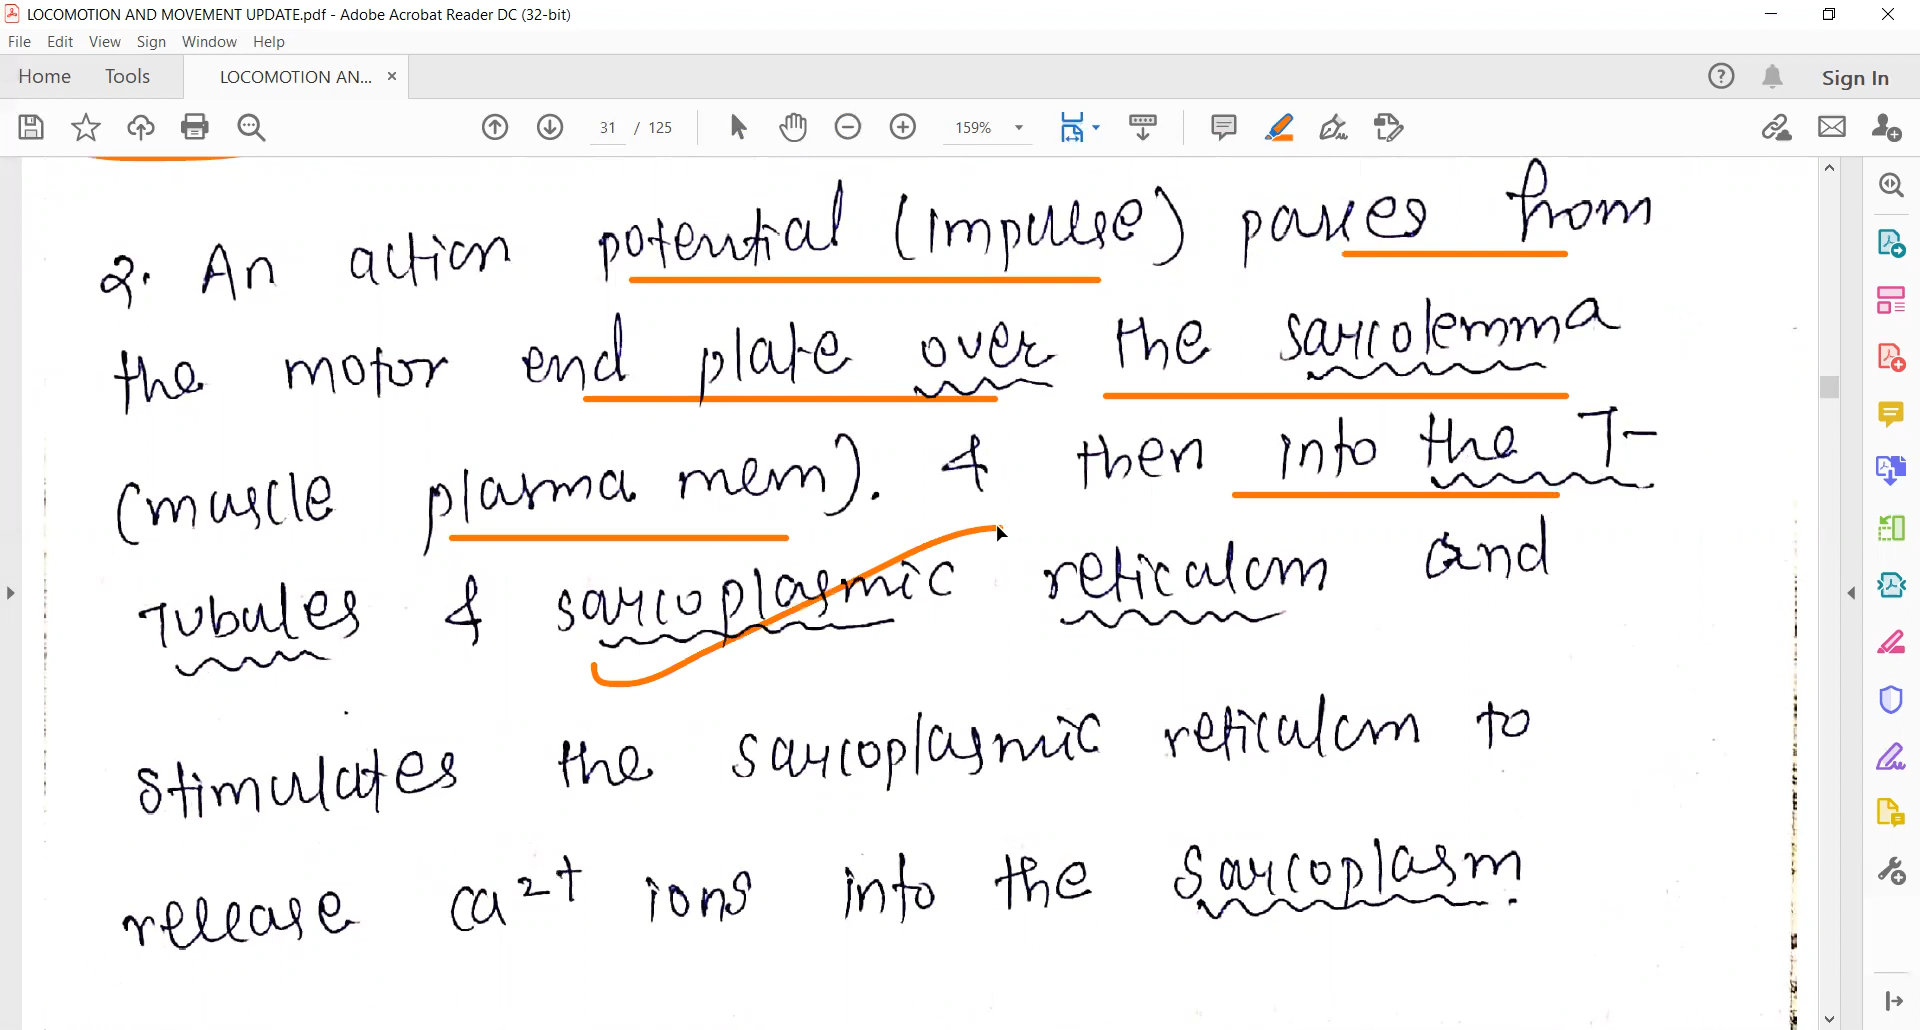 LOCOMOTION AND MOVEMENT UPDATE.pdf - Adobe Acrobat Reader DC (32-bit)
File Edit View Sign Window Help
Home Tools LOCOMOTION AN... × Sign In
31 / 125 159%
2. An action potential (impulse) passes from
the motor end plate over the sarcolemma
(muscle plasma mem). & then into the T-
Tubules & sarcoplasmic reticulum and
stimulates the sarcoplasmic reticulum to
release ca2+ ions into the sarcoplasm.